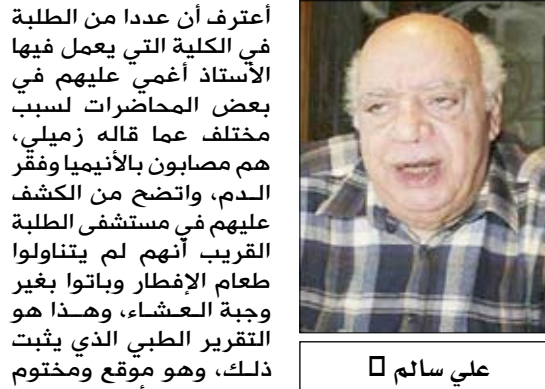 أعترف أن عددا من الطلبة
في الكلية التي يعمل فيها
الأستاذ أغمي عليهم في
بعض المحاضرات لسبب
مختلف عما قاله زميلي،
هم مصابون بالأنيميا وفقر
الـدم، واتضح من الكشف
عليهم في مستشفى الطلبة
القريب أنهم لم يتناولوا
طعام الإفطار وباتوا بغير
وجبة الـعـشـاء، وهــذا هو
التقرير الطبي الذي يثبت
ذلـك، وهو موقع ومختوم
علي سالم